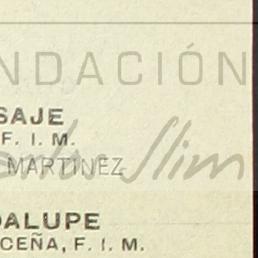 NDACIÓN
SAJE
F. I. M.
MARTÍNEZ
Slim
DALUPE
CEÑA, F. I. M.